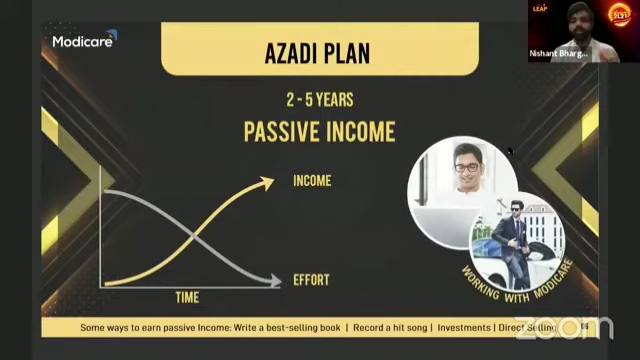 Modicare
AZADI PLAN
LEAP
Nishant Bharg...
2 - 5 YEARS
PASSIVE INCOME
INCOME
EFFORT
TIME
WORKING WITH MODICARE
Some ways to earn passive Income: Write a best-selling book | Record a hit song | Investments | Direct Selling
zoom